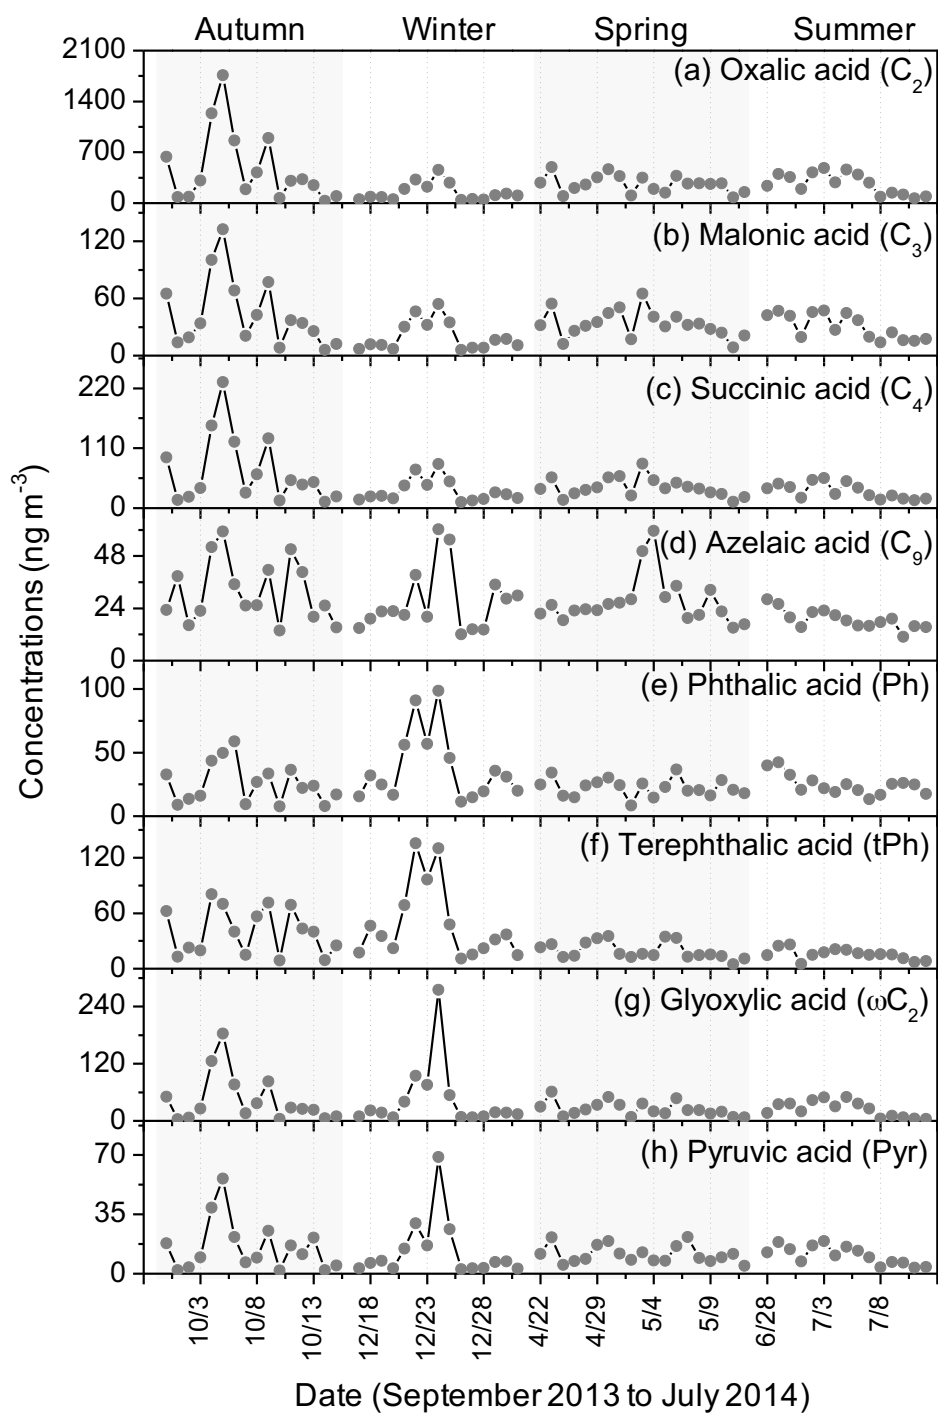 Autumn Winter Spring Summer
2100
1400
700
0
(a) Oxalic acid (C2)
120
60
0
(b) Malonic acid (C3)
220
110
0
(c) Succinic acid (C4)
48
24
0
(d) Azelaic acid (C9)
100
50
0
(e) Phthalic acid (Ph)
120
60
0
(f) Terephthalic acid (tPh)
240
120
0
(g) Glyoxylic acid (ωC2)
70
35
0
(h) Pyruvic acid (Pyr)
Concentrations (ng m-3)
10/3 10/8 10/13 12/18 12/23 12/28 4/22 4/29 5/4 5/9 6/28 7/3 7/8
Date (September 2013 to July 2014)